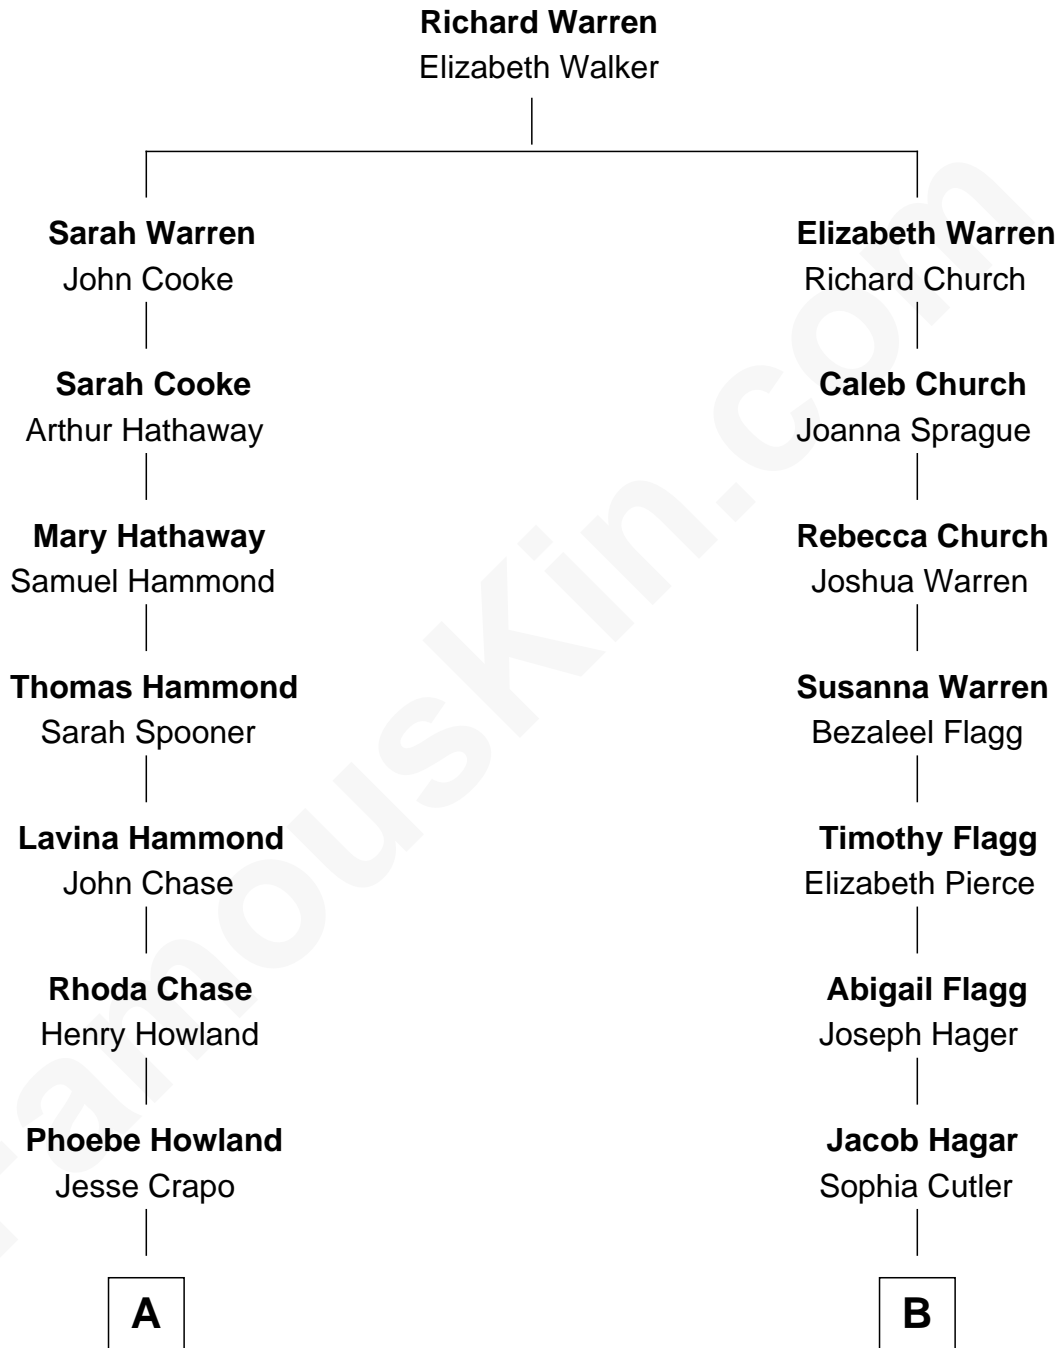 Richard Warren
Elizabeth Walker
Sarah Warren
John Cooke
Sarah Cooke
Arthur Hathaway
Mary Hathaway
Samuel Hammond
Thomas Hammond
Sarah Spooner
Lavina Hammond
John Chase
Rhoda Chase
Henry Howland
Phoebe Howland
Jesse Crapo
A
Elizabeth Warren
Richard Church
Caleb Church
Joanna Sprague
Rebecca Church
Joshua Warren
Susanna Warren
Bezaleel Flagg
Timothy Flagg
Elizabeth Pierce
Abigail Flagg
Joseph Hager
Jacob Hagar
Sophia Cutler
B
FamousKin.com